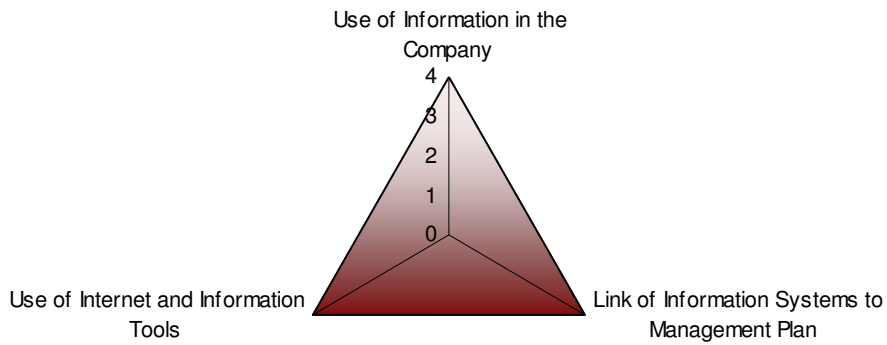 Use of Information in the
Company
4
3
2
1
0
Use of Internet and Information
Tools
Link of Information Systems to
Management Plan